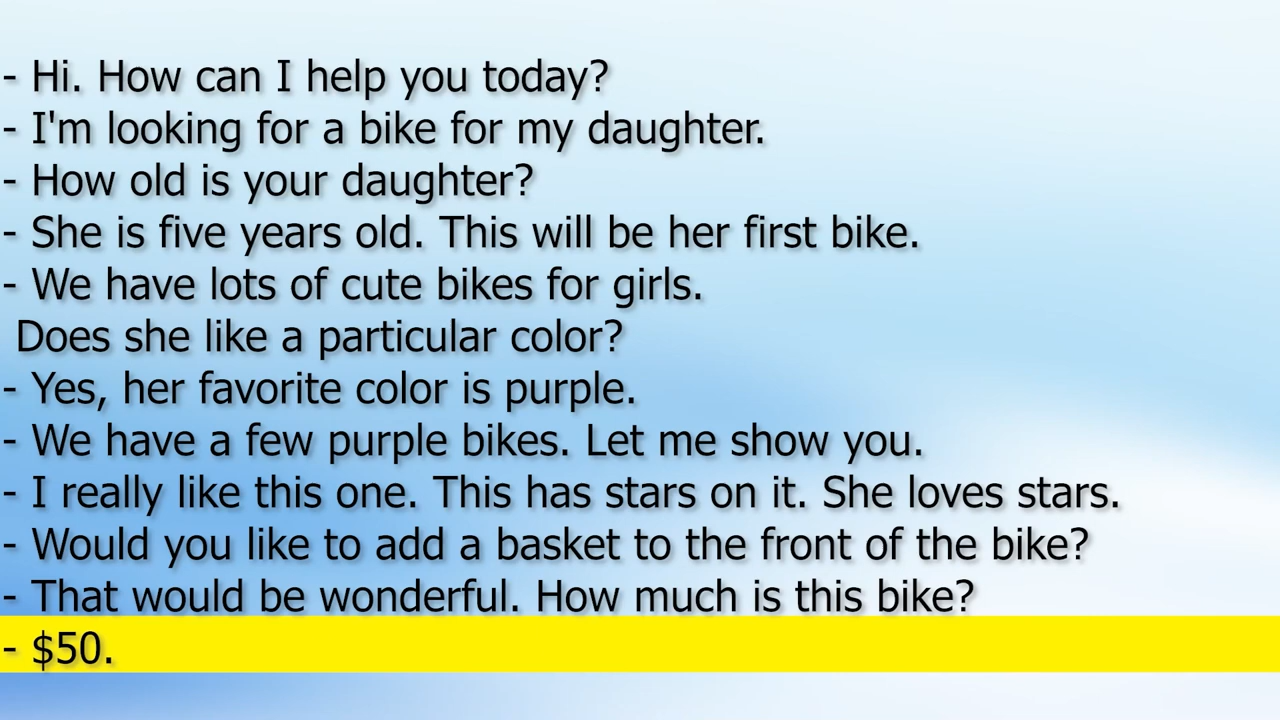 - Hi. How can I help you today?
- I'm looking for a bike for my daughter.
- How old is your daughter?
- She is five years old. This will be her first bike.
- We have lots of cute bikes for girls.
Does she like a particular color?
- Yes, her favorite color is purple.
- We have a few purple bikes. Let me show you.
- I really like this one. This has stars on it. She loves stars.
- Would you like to add a basket to the front of the bike?
- That would be wonderful. How much is this bike?
- $50.